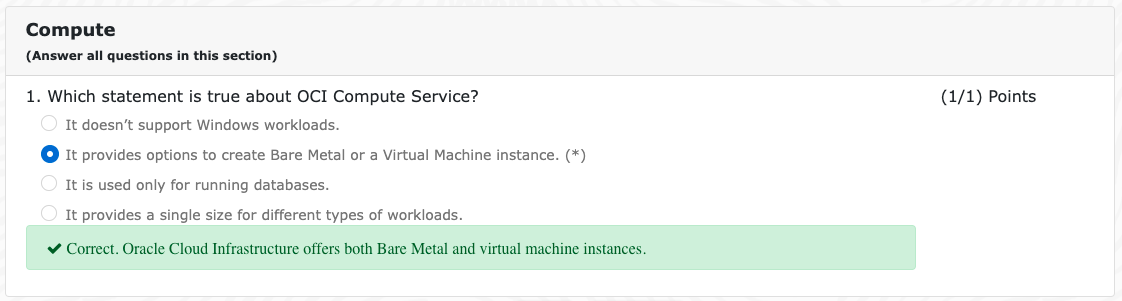 Compute
(Answer all questions in this section)
1. Which statement is true about OCI Compute Service? (1/1) Points
It doesn’t support Windows workloads.
It provides options to create Bare Metal or a Virtual Machine instance. (*)
It is used only for running databases.
It provides a single size for different types of workloads.
Correct. Oracle Cloud Infrastructure offers both Bare Metal and virtual machine instances.